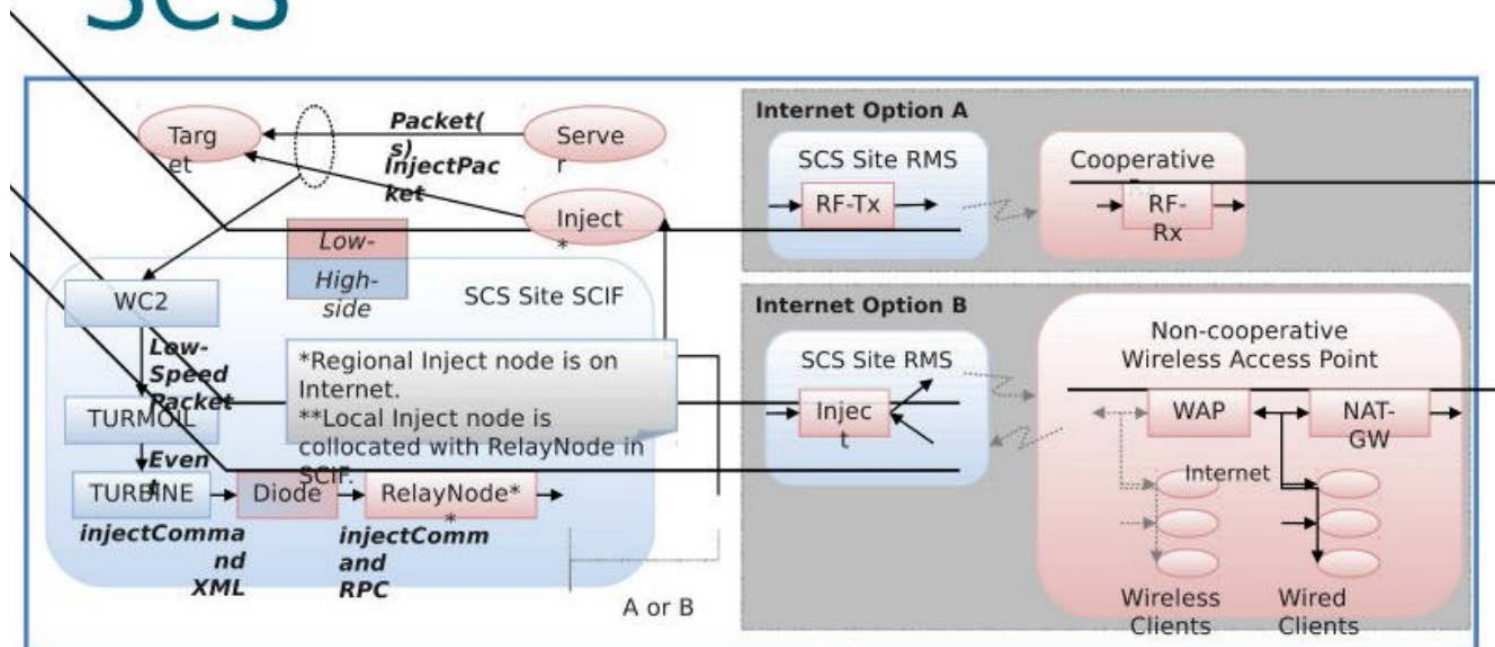 SCS
Targ
et
Packet(
s)
InjectPac
ket
Serve
r
Inject
*
Low-
High-
side
WC2
SCS Site SCIF
Low-
Speed
Packet
*Regional Inject node is on
Internet.
**Local Inject node is
collocated with RelayNode in
SCIF.
TURMOIL
Even
t
TURBINE
Diode
RelayNode*
*
injectComma
nd
XML
injectComm
and
RPC
A or B
Internet Option A
SCS Site RMS
RF-Tx
Cooperative
RF-
Rx
Internet Option B
SCS Site RMS
Injec
t
Non-cooperative
Wireless Access Point
WAP
NAT-
GW
Internet
Wireless
Clients
Wired
Clients